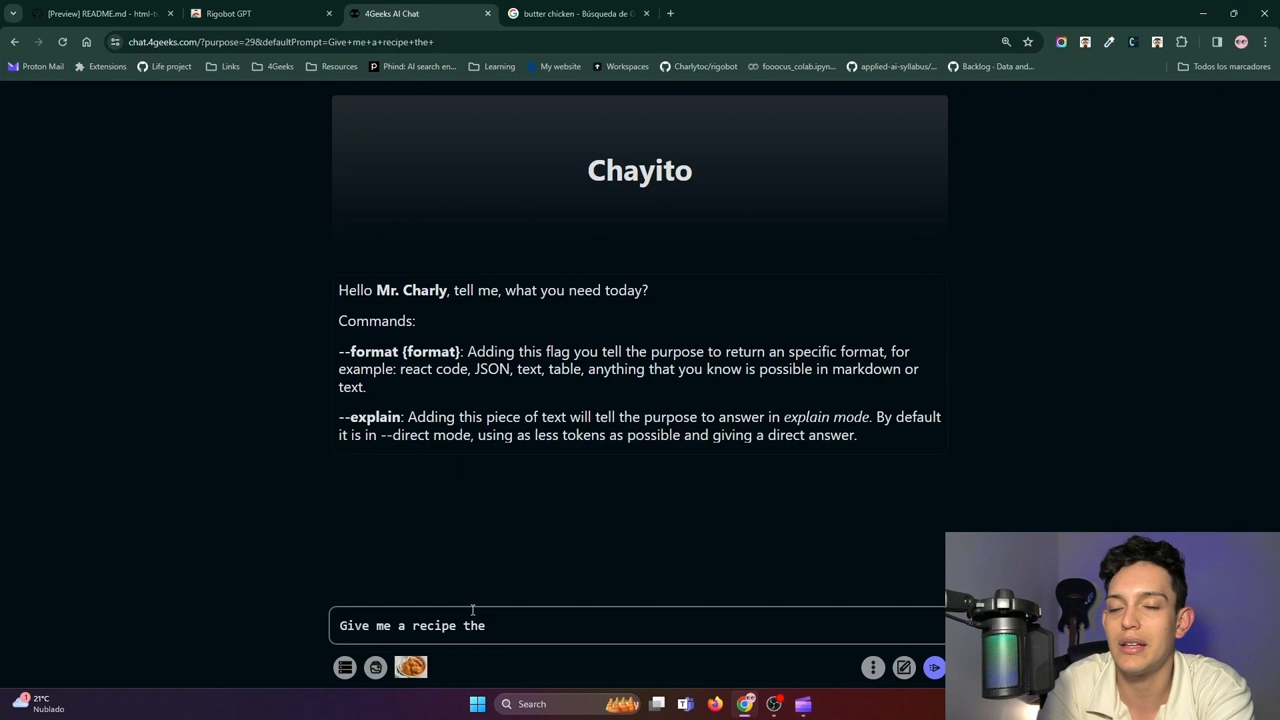 [Preview] README.md - html-t
Rigobot GPT
4Geeks AI Chat
butter chicken - Búsqueda de G
chat.4geeks.com/?purpose=29&defaultPrompt=Give+me+a+recipe+the+
Proton Mail
Extensions
Life project
Links
4Geeks
Resources
Phind: AI search en...
Learning
My website
Workspaces
Charlytoc/rigobot
fooocus_colab.ipyn...
applied-ai-syllabus/...
Backlog · Data and...
Todos los marcadores
Chayito
Hello Mr. Charly, tell me, what you need today?
Commands:
--format {format}: Adding this flag you tell the purpose to return an specific format, for
example: react code, JSON, text, table, anything that you know is possible in markdown or
text.
--explain: Adding this piece of text will tell the purpose to answer in explain mode. By default
it is in --direct mode, using as less tokens as possible and giving a direct answer.
Give me a recipe the
1
21°C
Nublado
Search